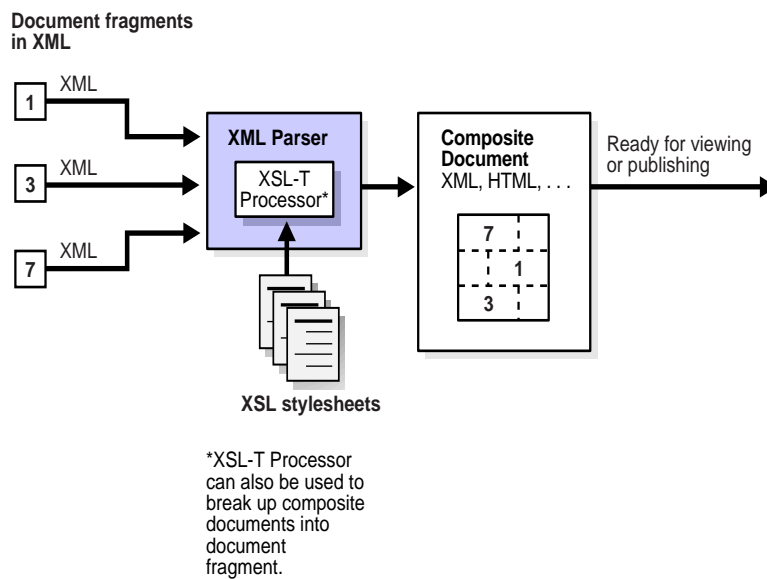 Document fragments
in XML
XML
1
XML
3
XML
7
XML Parser
XSL-T
Processor*
XSL stylesheets
Composite
Document
XML, HTML, . . .
7
1
3
Ready for viewing
or publishing
*XSL-T Processor
can also be used to
break up composite
documents into
document
fragment.